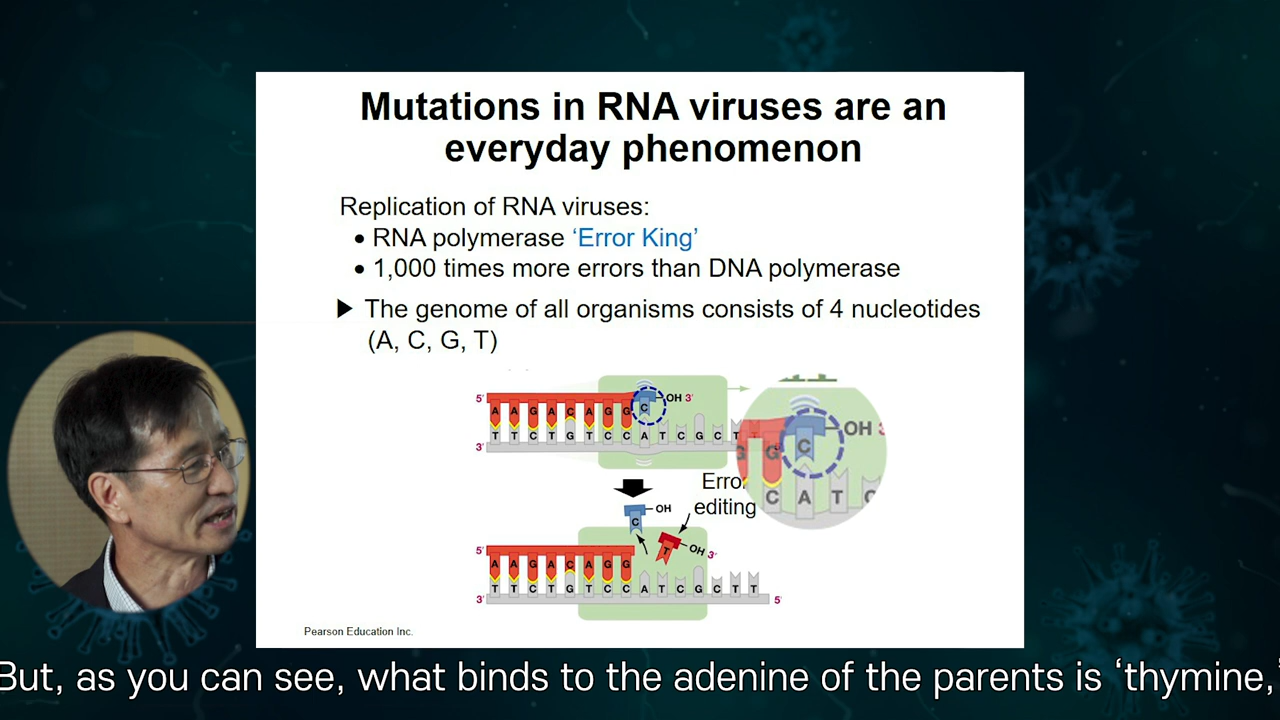 Mutations in RNA viruses are an
everyday phenomenon
Replication of RNA viruses:
• RNA polymerase ‘Error King’
• 1,000 times more errors than DNA polymerase
▶ The genome of all organisms consists of 4 nucleotides
(A, C, G, T)
5′ A A G A C A G G C OH 3′
3′ T T C T G T C C A T C G C T
G G C OH 3
C A T C
Error
editing
C OH
T OH 3′
5′ A A G A C A G G
3′ T T C T G T C C A T C G C T T 5′
Pearson Education Inc.
But, as you can see, what binds to the adenine of the parents is ‘thymine,’